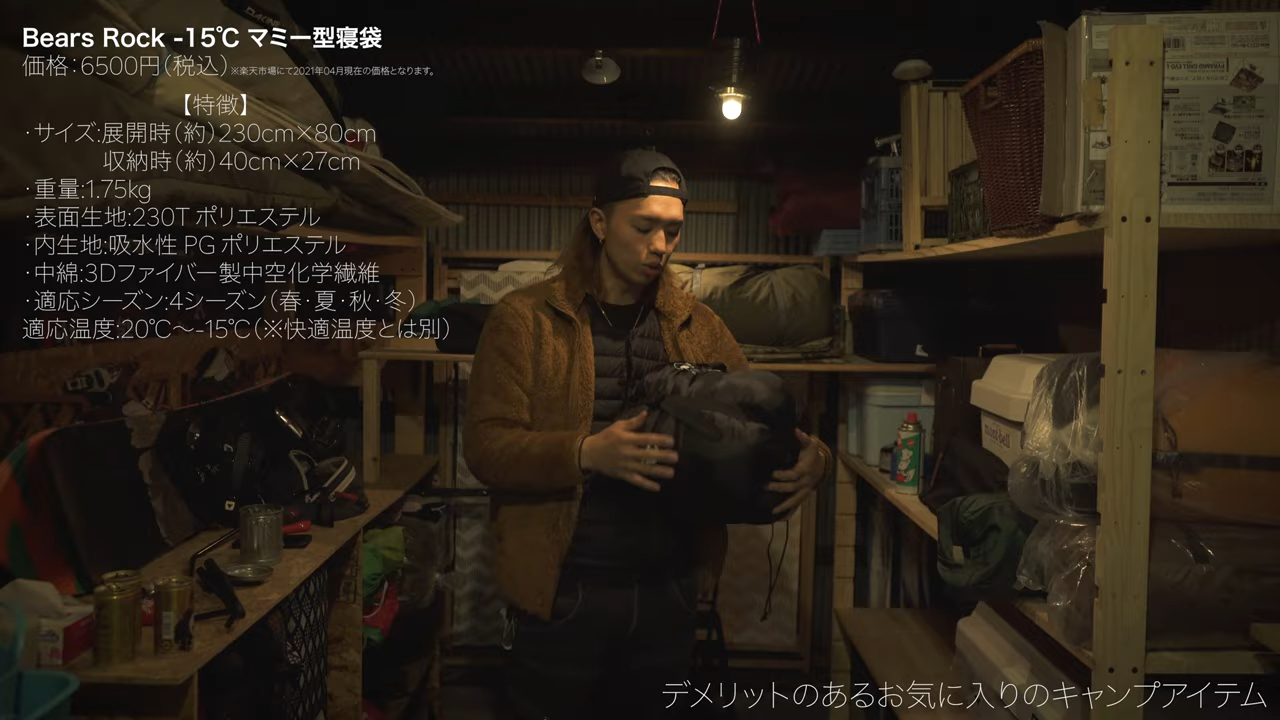 Bears Rock -15℃ マミー型寝袋
価格：6500円（税込）※楽天市場にて2021年04月現在の価格となります。
【特徴】
・サイズ:展開時（約）230cm×80cm
収納時（約）40cm×27cm
・重量:1.75kg
・表面生地:230T ポリエステル
・内生地:吸水性 PG ポリエステル
・中綿:3Dファイバー製中空化学繊維
・適応シーズン:4シーズン（春・夏・秋・冬）
適応温度:20℃〜-15℃（※快適温度とは別）
デメリットのあるお気に入りのキャンプアイテム